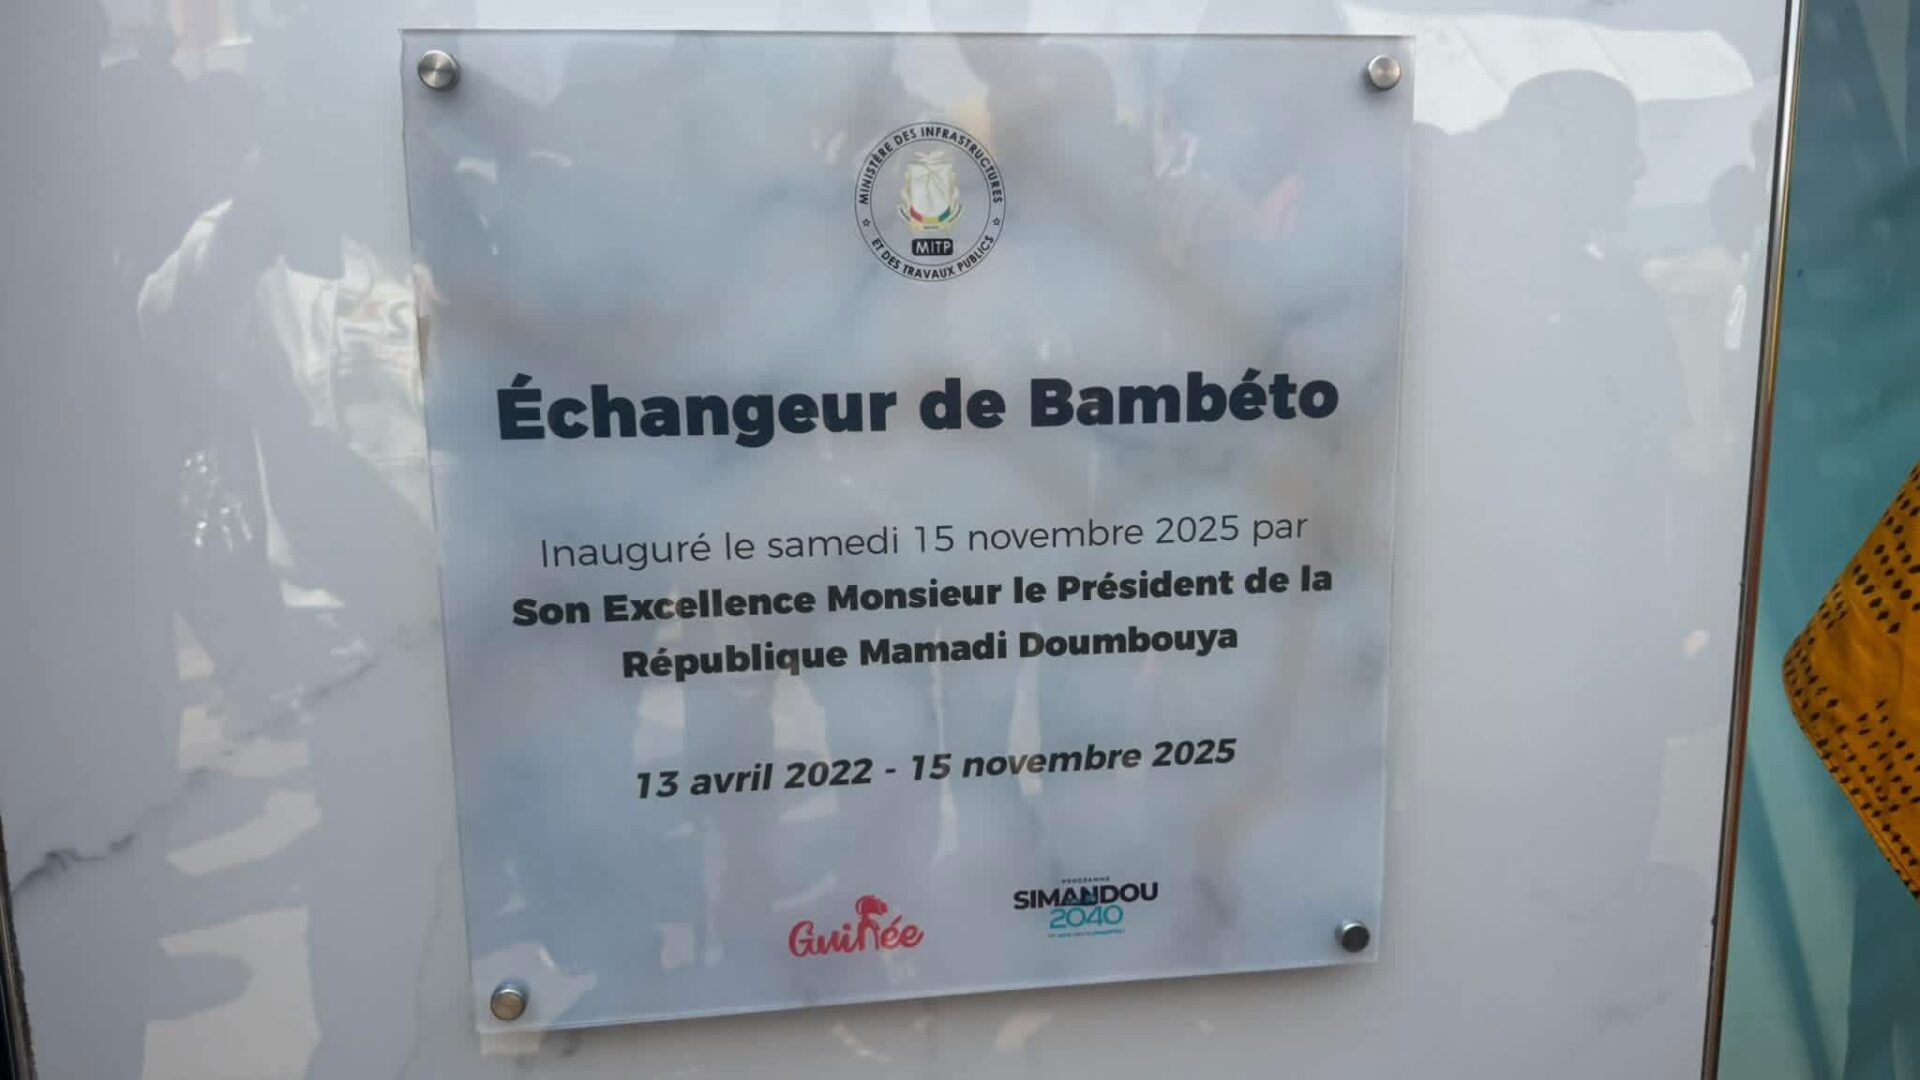 MINISTÈRE DES INFRASTRUCTURES
ET DES TRAVAUX PUBLICS
MITP
Échangeur de Bambéto
Inauguré le samedi 15 novembre 2025 par
Son Excellence Monsieur le Président de la
République Mamadi Doumbouya
13 avril 2022 - 15 novembre 2025
Guinée
PROGRAMME
SIMANDOU
2040